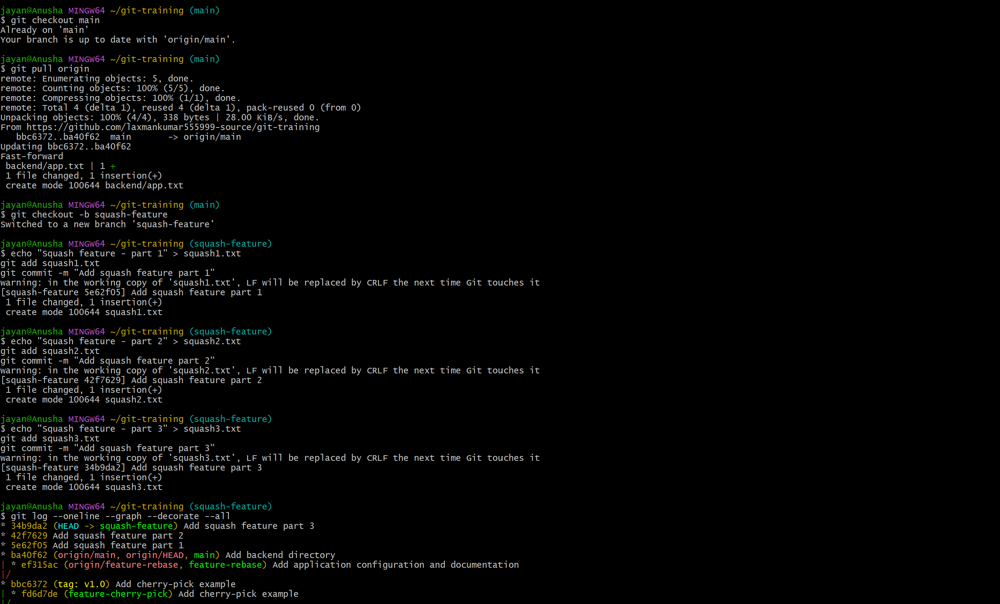 jayan@Anusha MINGW64 ~/git-training (main)
$ git checkout main
Already on 'main'
Your branch is up to date with 'origin/main'.
jayan@Anusha MINGW64 ~/git-training (main)
$ git pull origin
remote: Enumerating objects: 5, done.
remote: Counting objects: 100% (5/5), done.
remote: Compressing objects: 100% (1/1), done.
remote: Total 4 (delta 1), reused 4 (delta 1), pack-reused 0 (from 0)
Unpacking objects: 100% (4/4), 338 bytes | 28.00 KiB/s, done.
From https://github.com/laxmankumar555999-source/git-training
   bbc6372..ba40f62  main       -> origin/main
Updating bbc6372..ba40f62
Fast-forward
 backend/app.txt | 1 +
 1 file changed, 1 insertion(+)
 create mode 100644 backend/app.txt
jayan@Anusha MINGW64 ~/git-training (main)
$ git checkout -b squash-feature
Switched to a new branch 'squash-feature'
jayan@Anusha MINGW64 ~/git-training (squash-feature)
$ echo "Squash feature - part 1" > squash1.txt
git add squash1.txt
git commit -m "Add squash feature part 1"
warning: in the working copy of 'squash1.txt', LF will be replaced by CRLF the next time Git touches it
[squash-feature 5e62f05] Add squash feature part 1
 1 file changed, 1 insertion(+)
 create mode 100644 squash1.txt
jayan@Anusha MINGW64 ~/git-training (squash-feature)
$ echo "Squash feature - part 2" > squash2.txt
git add squash2.txt
git commit -m "Add squash feature part 2"
warning: in the working copy of 'squash2.txt', LF will be replaced by CRLF the next time Git touches it
[squash-feature 42f7629] Add squash feature part 2
 1 file changed, 1 insertion(+)
 create mode 100644 squash2.txt
jayan@Anusha MINGW64 ~/git-training (squash-feature)
$ echo "Squash feature - part 3" > squash3.txt
git add squash3.txt
git commit -m "Add squash feature part 3"
warning: in the working copy of 'squash3.txt', LF will be replaced by CRLF the next time Git touches it
[squash-feature 34b9da2] Add squash feature part 3
 1 file changed, 1 insertion(+)
 create mode 100644 squash3.txt
jayan@Anusha MINGW64 ~/git-training (squash-feature)
$ git log --oneline --graph --decorate --all
* 34b9da2 (HEAD -> squash-feature) Add squash feature part 3
* 42f7629 Add squash feature part 2
* 5e62f05 Add squash feature part 1
* ba40f62 (origin/main, origin/HEAD, main) Add backend directory
| * ef315ac (origin/feature-rebase, feature-rebase) Add application configuration and documentation
|/
* bbc6372 (tag: v1.0) Add cherry-pick example
| * fd6d7de (feature-cherry-pick) Add cherry-pick example
|/